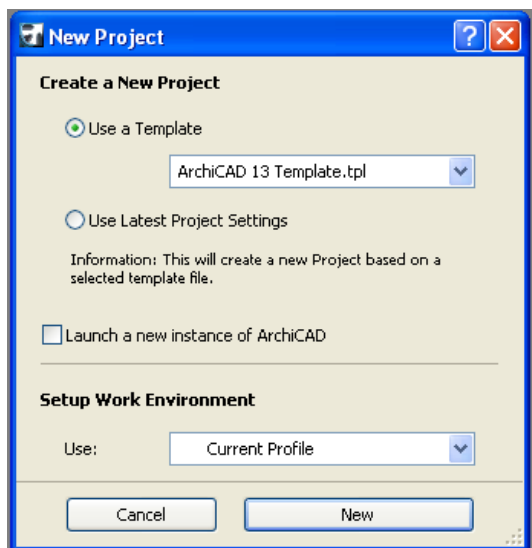 New Project
Create a New Project
Use a Template
ArchiCAD 13 Template.tpl
Use Latest Project Settings
Information: This will create a new Project based on a
selected template file.
Launch a new instance of ArchiCAD
Setup Work Environment
Use:
Current Profile
Cancel
New